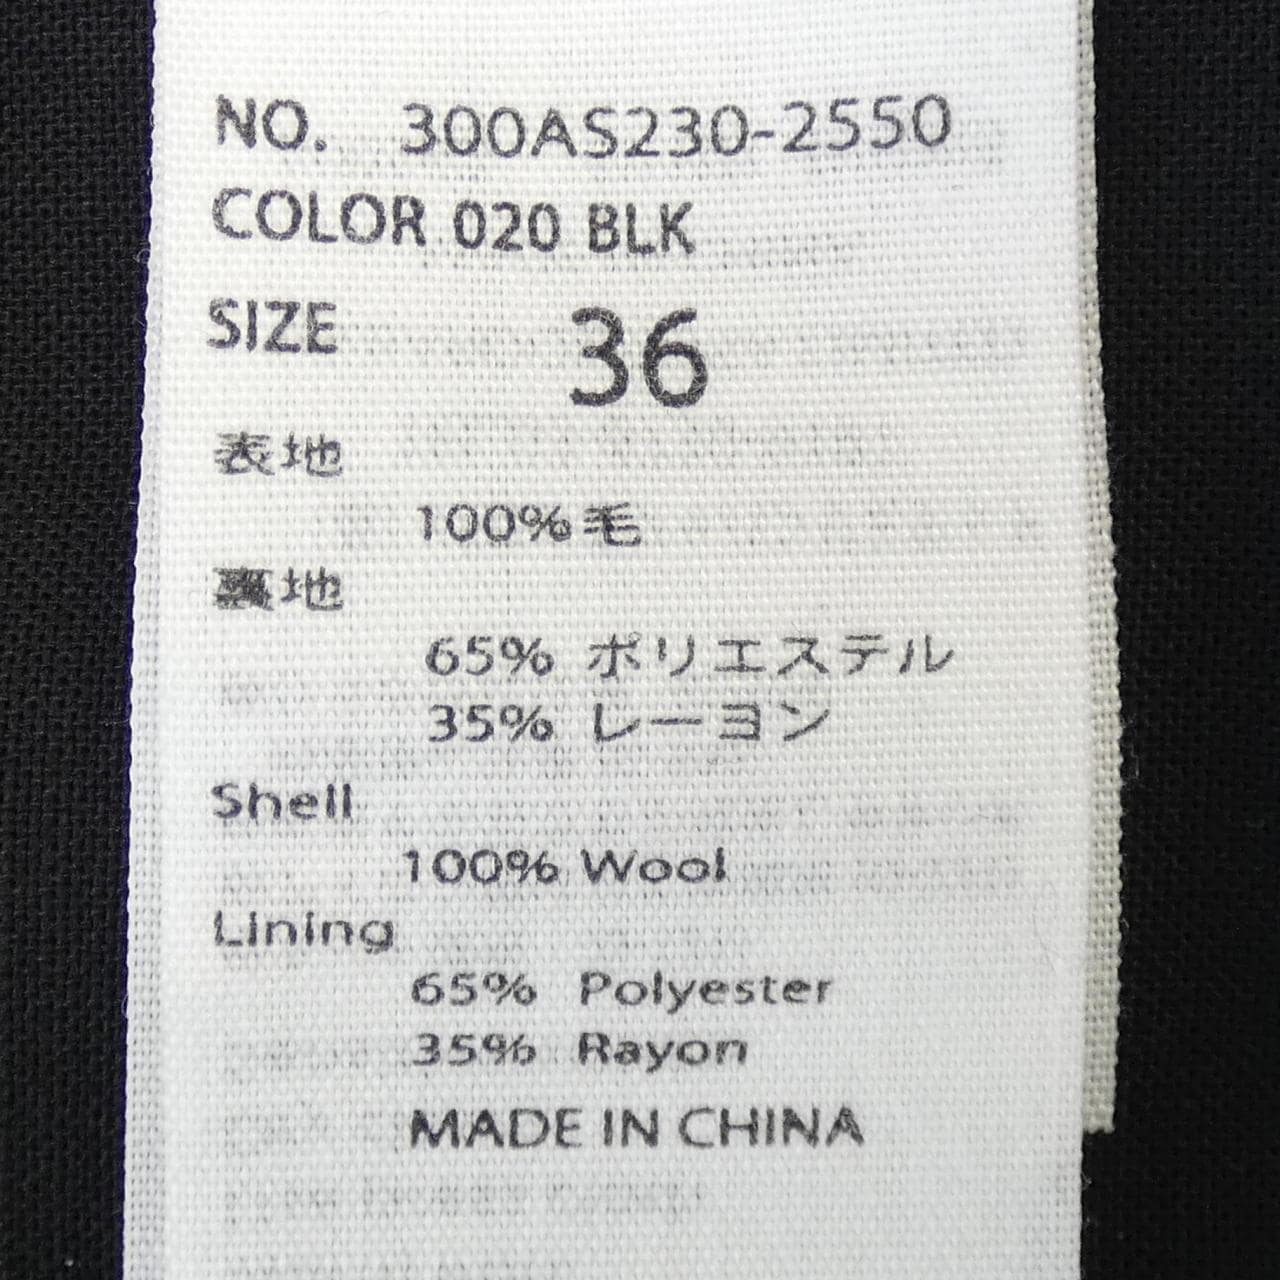 NO. 300AS230-2550
COLOR 020 BLK
SIZE 36
表地
100% 毛
裏地
65% ポリエステル
35% レーヨン
Shell
100% Wool
Lining
65% Polyester
35% Rayon
MADE IN CHINA